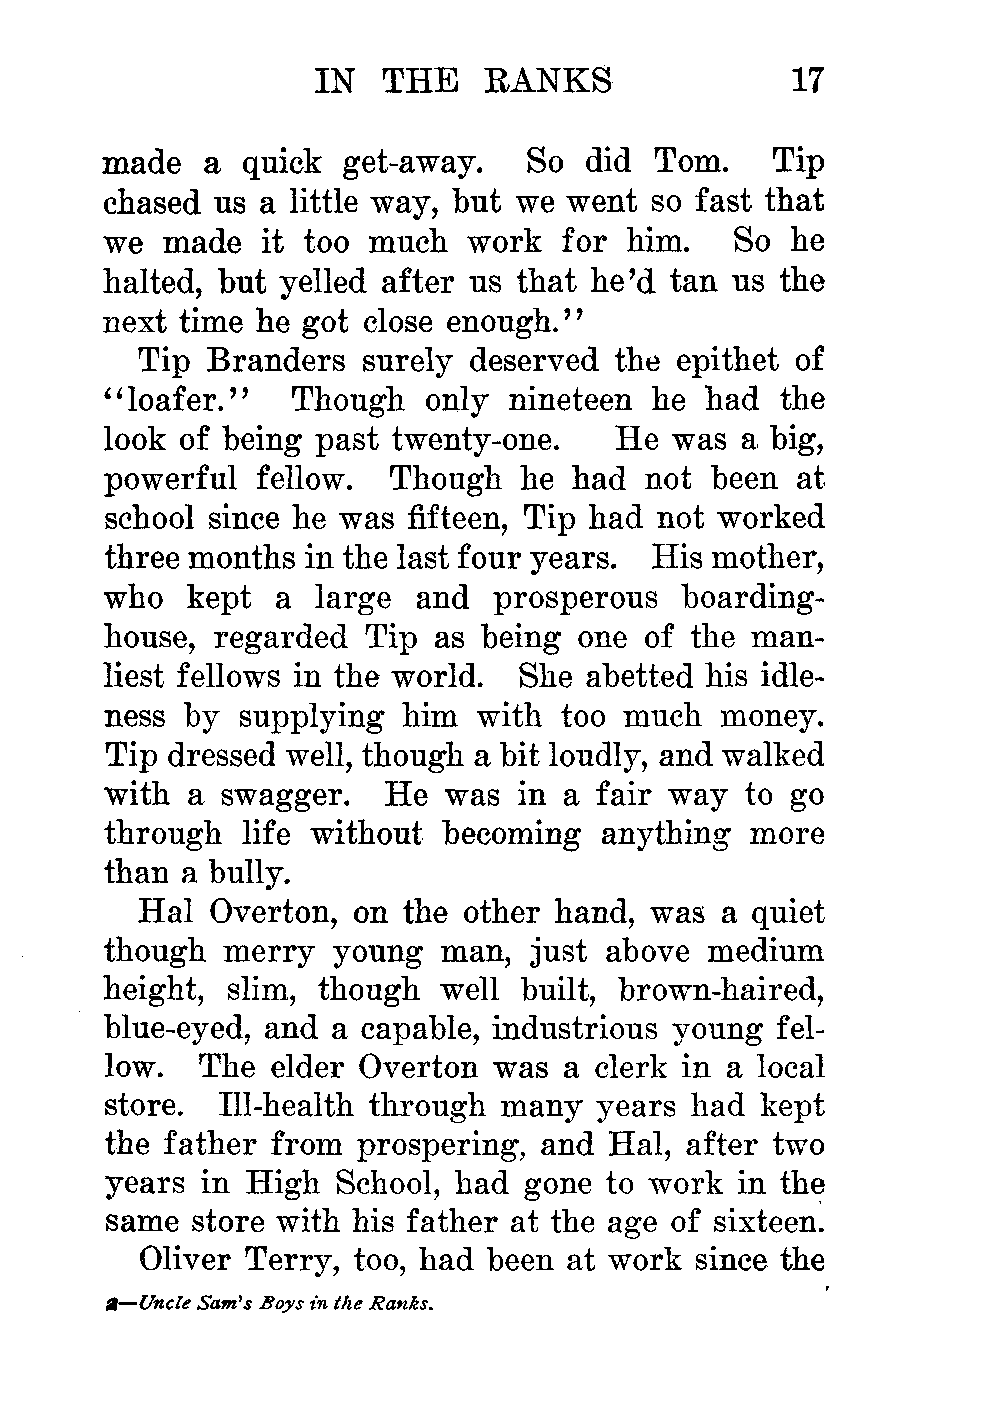 IN THE RANKS 17
made a quick get-away. So did Tom. Tip
chased us a little way, but we went so fast that
we made it too much work for him. So he
halted, but yelled after us that he'd tan us the
next time he got close enough."
Tip Branders surely deserved the epithet of
"loafer." Though only nineteen he had the
look of being past twenty-one. He was a big,
powerful fellow. Though he had not been at
school since he was fifteen, Tip had not worked
three months in the last four years. His mother,
who kept a large and prosperous boarding-
house, regarded Tip as being one of the man-
liest fellows in the world. She abetted his idle-
ness by supplying him with too much money.
Tip dressed well, though a bit loudly, and walked
with a swagger. He was in a fair way to go
through life without becoming anything more
than a bully.
Hal Overton, on the other hand, was a quiet
though merry young man, just above medium
height, slim, though well built, brown-haired,
blue-eyed, and a capable, industrious young fel-
low. The elder Overton was a clerk in a local
store. Ill-health through many years had kept
the father from prospering, and Hal, after two
years in High School, had gone to work in the
same store with his father at the age of sixteen.
Oliver Terry, too, had been at work since the
—Uncle Sam's Boys in the Ranks.